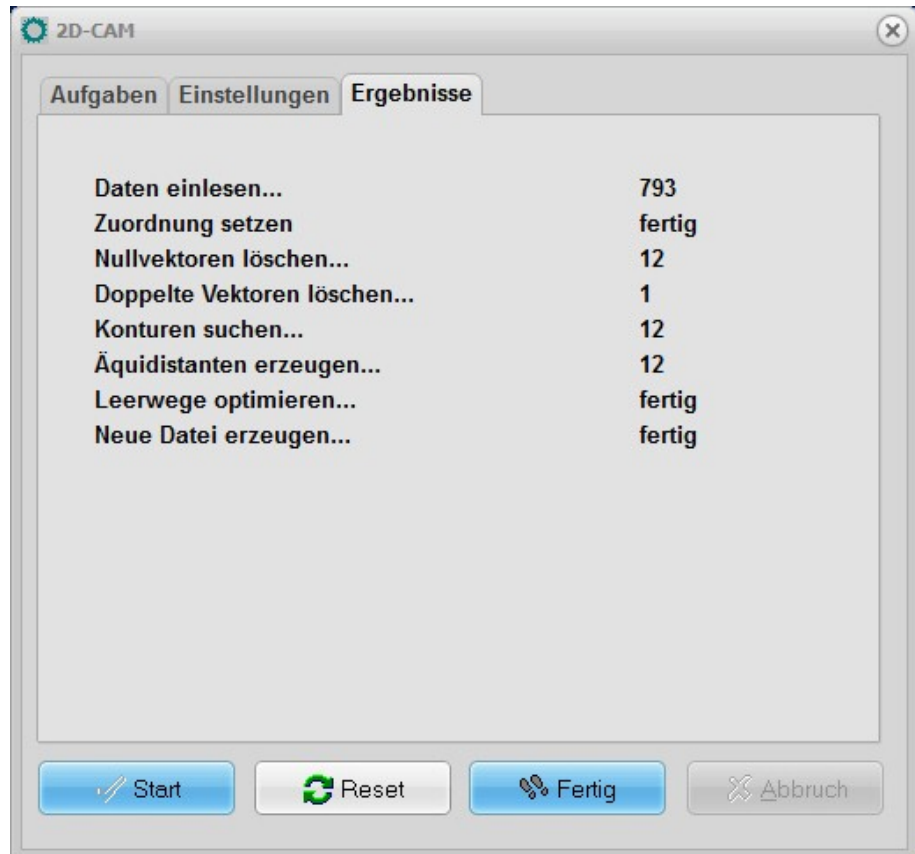 2D-CAM
Aufgaben Einstellungen Ergebnisse
Daten einlesen... 793
Zuordnung setzen fertig
Nullvektoren löschen... 12
Doppelte Vektoren löschen... 1
Konturen suchen... 12
Äquidistanten erzeugen... 12
Leerwege optimieren... fertig
Neue Datei erzeugen... fertig
Start Reset Fertig Abbruch